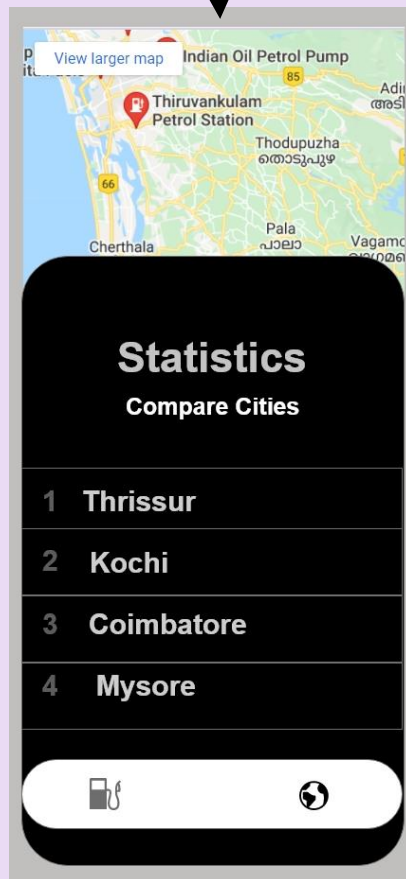 View larger map
Indian Oil Petrol Pump
85
Thiruvankulam
Petrol Station
Thodupuzha
തൊടുപുഴ
66
Pala
പാലാ
Cherthala
Statistics
Compare Cities
1 Thrissur
2 Kochi
3 Coimbatore
4 Mysore